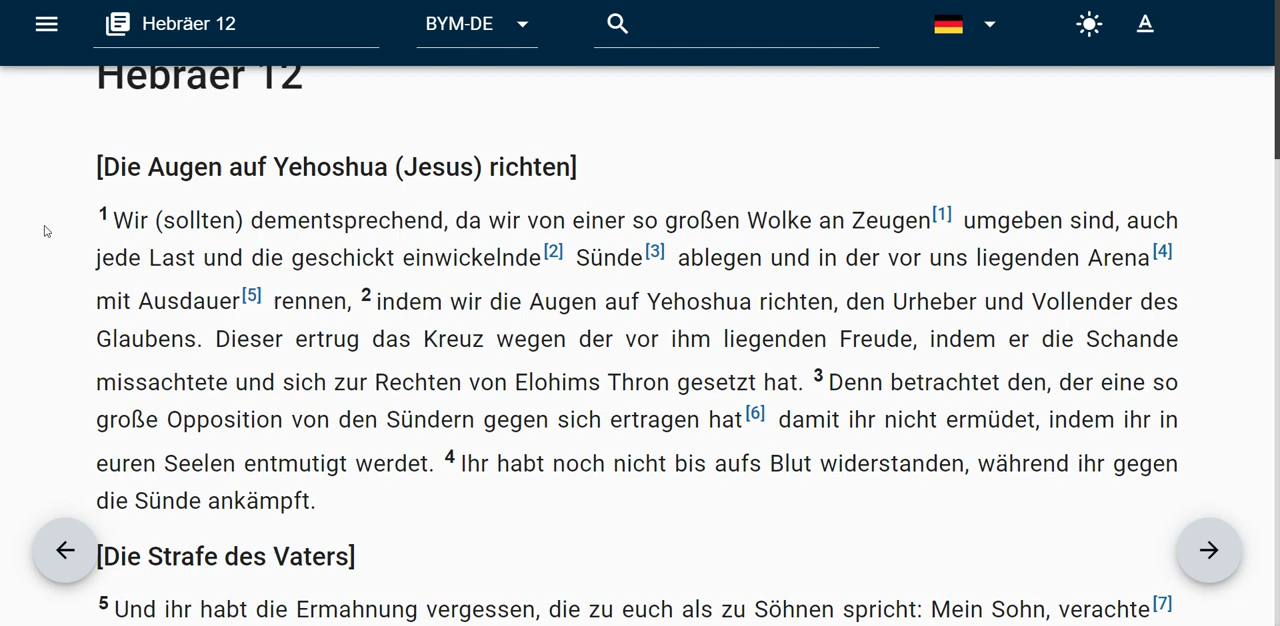 Hebräer 12 BYM-DE
Hebräer 12
[Die Augen auf Yehoshua (Jesus) richten]
1 Wir (sollten) dementsprechend, da wir von einer so großen Wolke an Zeugen[1] umgeben sind, auch
jede Last und die geschickt einwickelnde[2] Sünde[3] ablegen und in der vor uns liegenden Arena[4]
mit Ausdauer[5] rennen, 2 indem wir die Augen auf Yehoshua richten, den Urheber und Vollender des
Glaubens. Dieser ertrug das Kreuz wegen der vor ihm liegenden Freude, indem er die Schande
missachtete und sich zur Rechten von Elohims Thron gesetzt hat. 3 Denn betrachtet den, der eine so
große Opposition von den Sündern gegen sich ertragen hat[6] damit ihr nicht ermüdet, indem ihr in
euren Seelen entmutigt werdet. 4 Ihr habt noch nicht bis aufs Blut widerstanden, während ihr gegen
die Sünde ankämpft.
[Die Strafe des Vaters]
5 Und ihr habt die Ermahnung vergessen, die zu euch als zu Söhnen spricht: Mein Sohn, verachte[7]